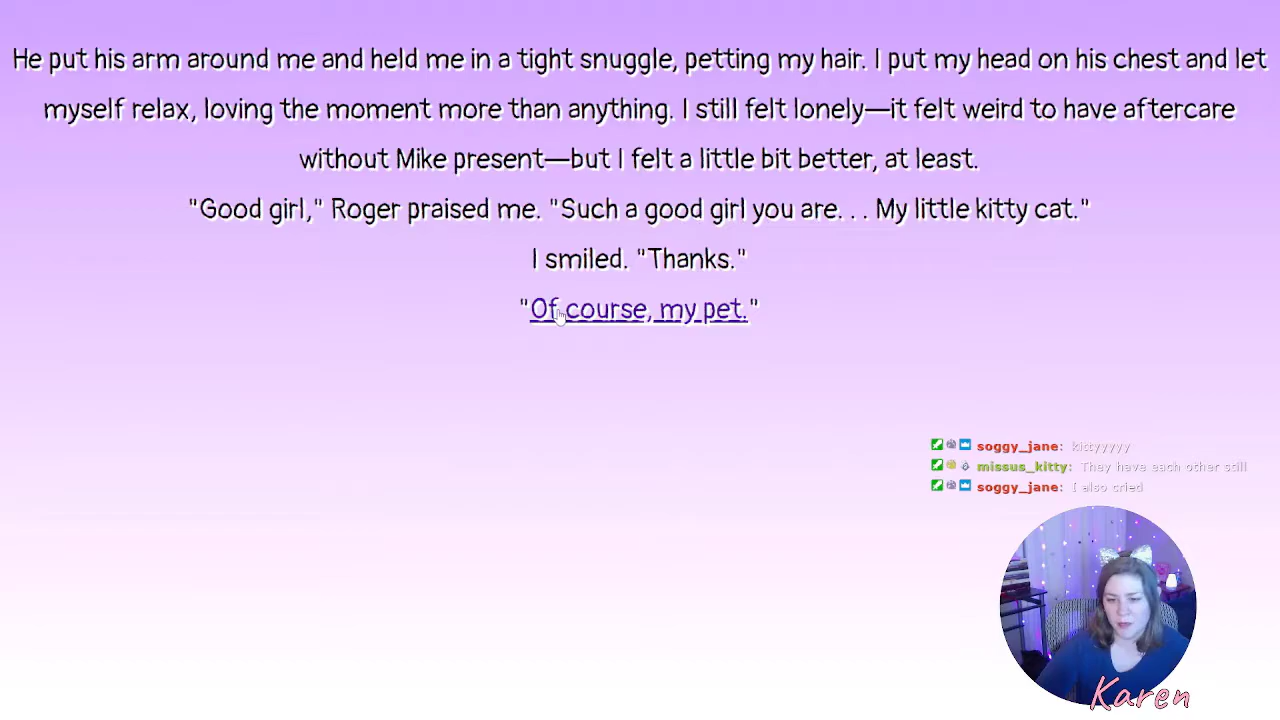 He put his arm around me and held me in a tight snuggle, petting my hair. I put my head on his chest and let
myself relax, loving the moment more than anything. I still felt lonely—it felt weird to have aftercare
without Mike present—but I felt a little bit better, at least.
"Good girl," Roger praised me. "Such a good girl you are. . . My little kitty cat."
I smiled. "Thanks."
"Of course, my pet."
soggy_jane: kittyyyyy
missus_kitty: They have each other still
soggy_jane: I also cried
Karen